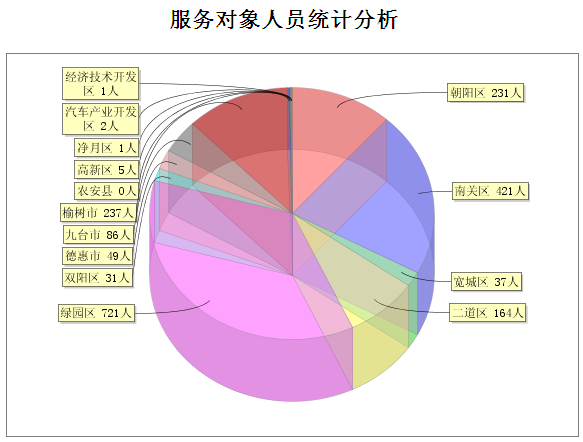 服务对象人员统计分析
经济技术开发
区 1人
汽车产业开发
区 2人
净月区 1人
高新区 5人
农安县 0人
榆树市 237人
九台市 86人
德惠市 49人
双阳区 31人
绿园区 721人
朝阳区 231人
南关区 421人
宽城区 37人
二道区 164人